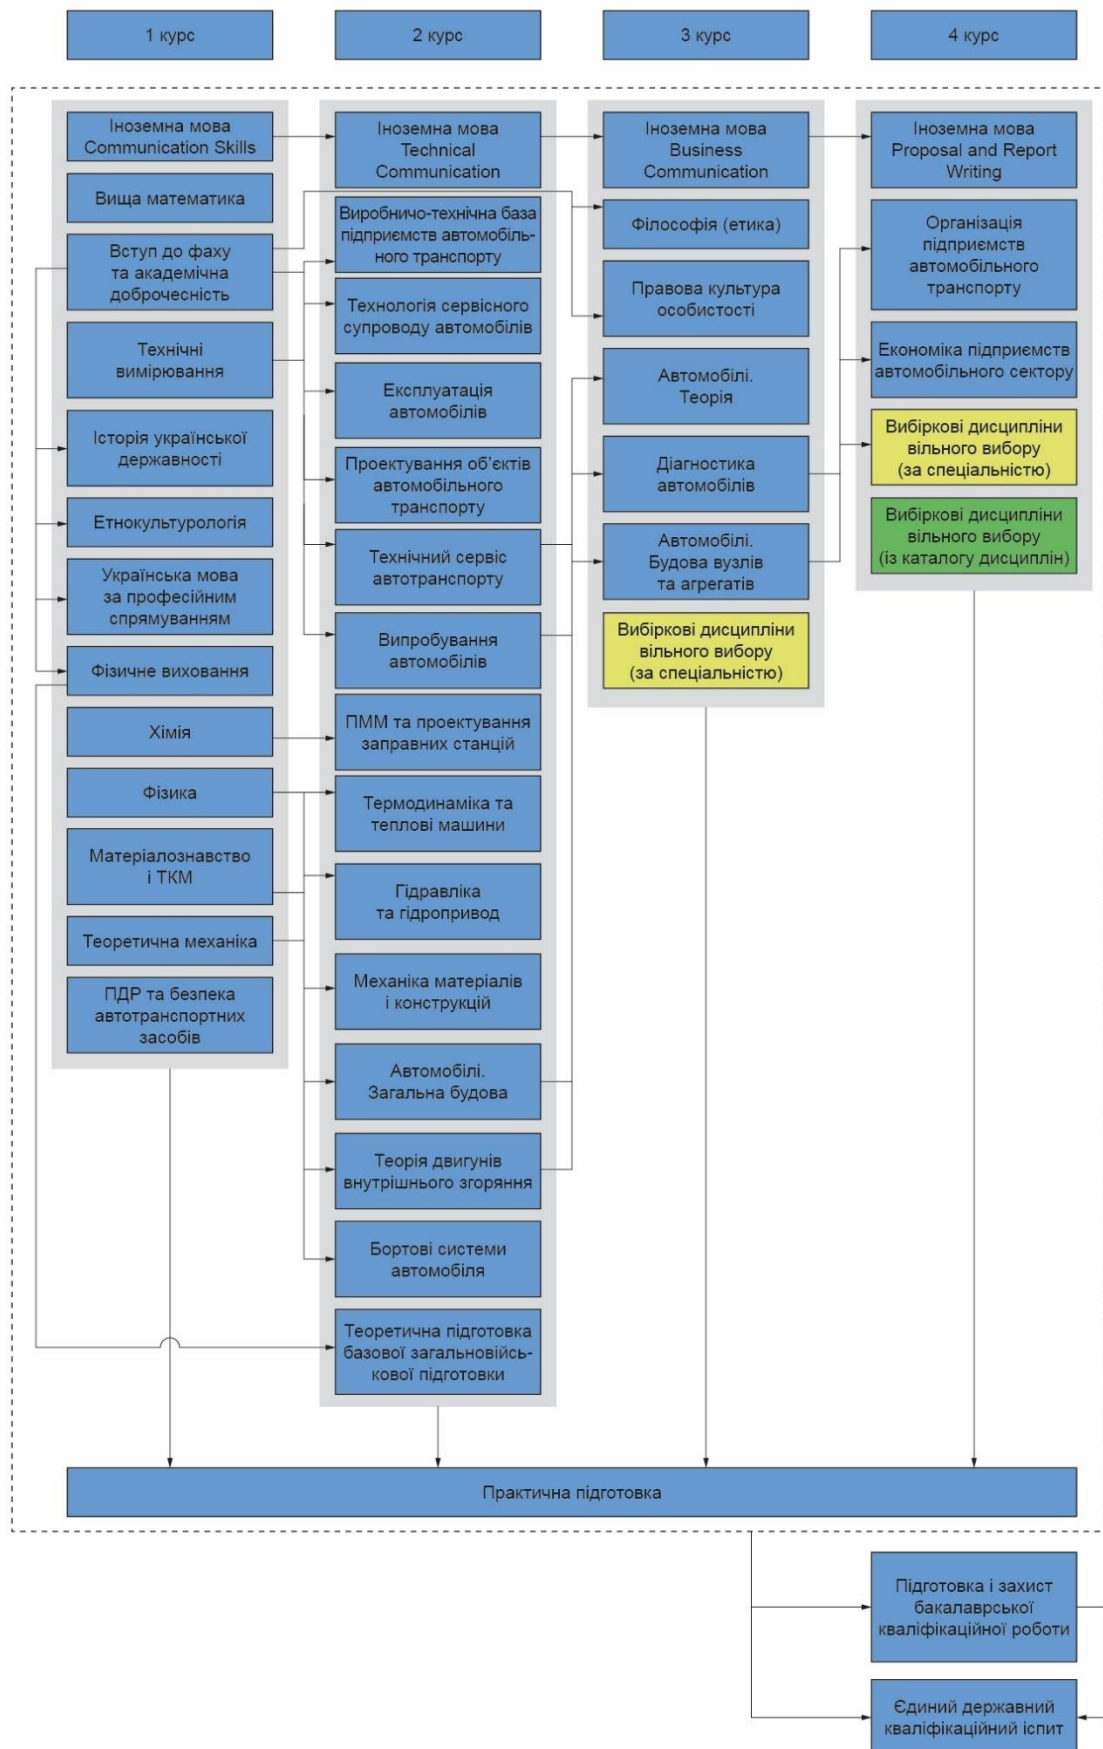 1 курс
2 курс
3 курс
4 курс
Іноземна мова
Communication Skills
Вища математика
Вступ до фаху
та академічна
доброчесність
Технічні
вимірювання
Історія української
державності
Етнокультурологія
Українська мова
за професійним
спрямуванням
Фізичне виховання
Хімія
Фізика
Матеріалознавство
і ТКМ
Теоретична механіка
ПДР та безпека
автотранспортних
засобів
Іноземна мова
Technical
Communication
Виробничо-технічна база
підприємств автомобіль-
ного транспорту
Технологія сервісного
супроводу автомобілів
Експлуатація
автомобілів
Проектування об’єктів
автомобільного
транспорту
Технічний сервіс
автотранспорту
Випробування
автомобілів
ПММ та проектування
заправних станцій
Термодинаміка та
теплові машини
Гідравліка
та гідропривод
Механіка матеріалів
і конструкцій
Автомобілі.
Загальна будова
Теорія двигунів
внутрішнього згоряння
Бортові системи
автомобіля
Теоретична підготовка
базової загальновійсь-
кової підготовки
Іноземна мова
Business
Communication
Філософія (етика)
Правова культура
особистості
Автомобілі.
Теорія
Діагностика
автомобілів
Автомобілі.
Будова вузлів
та агрегатів
Вибіркові дисципліни
вільного вибору
(за спеціальністю)
Іноземна мова
Proposal and Report
Writing
Організація
підприємств
автомобільного
транспорту
Економіка підприємств
автомобільного сектору
Вибіркові дисципліни
вільного вибору
(за спеціальністю)
Вибіркові дисципліни
вільного вибору
(із каталогу дисциплін)
Практична підготовка
Підготовка і захист
бакалаврської
кваліфікаційної роботи
Єдиний державний
кваліфікаційний іспит